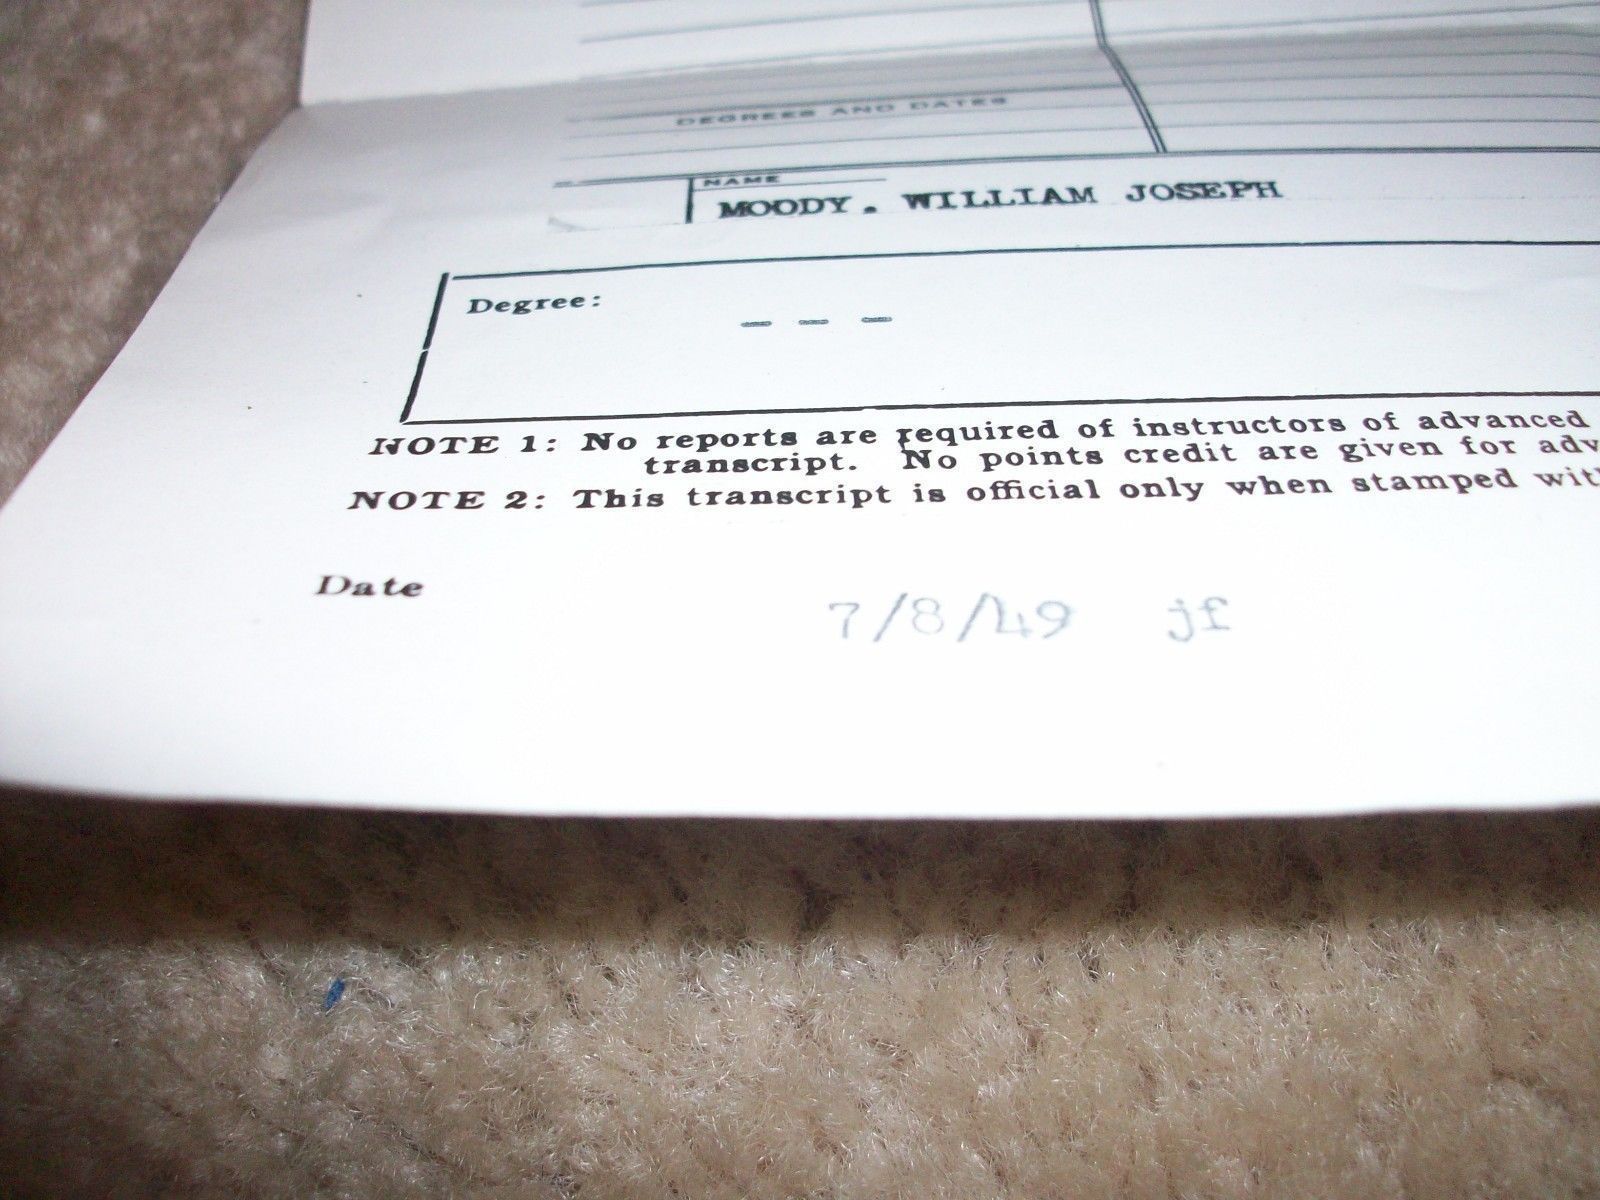 DEGREES AND DATES
NAME
MOODY. WILLIAM JOSEPH
Degree:
- - -
NOTE 1: No reports are required of instructors of advanced
transcript. No points credit are given for adv
NOTE 2: This transcript is official only when stamped wit
Date
7/8/49 jf